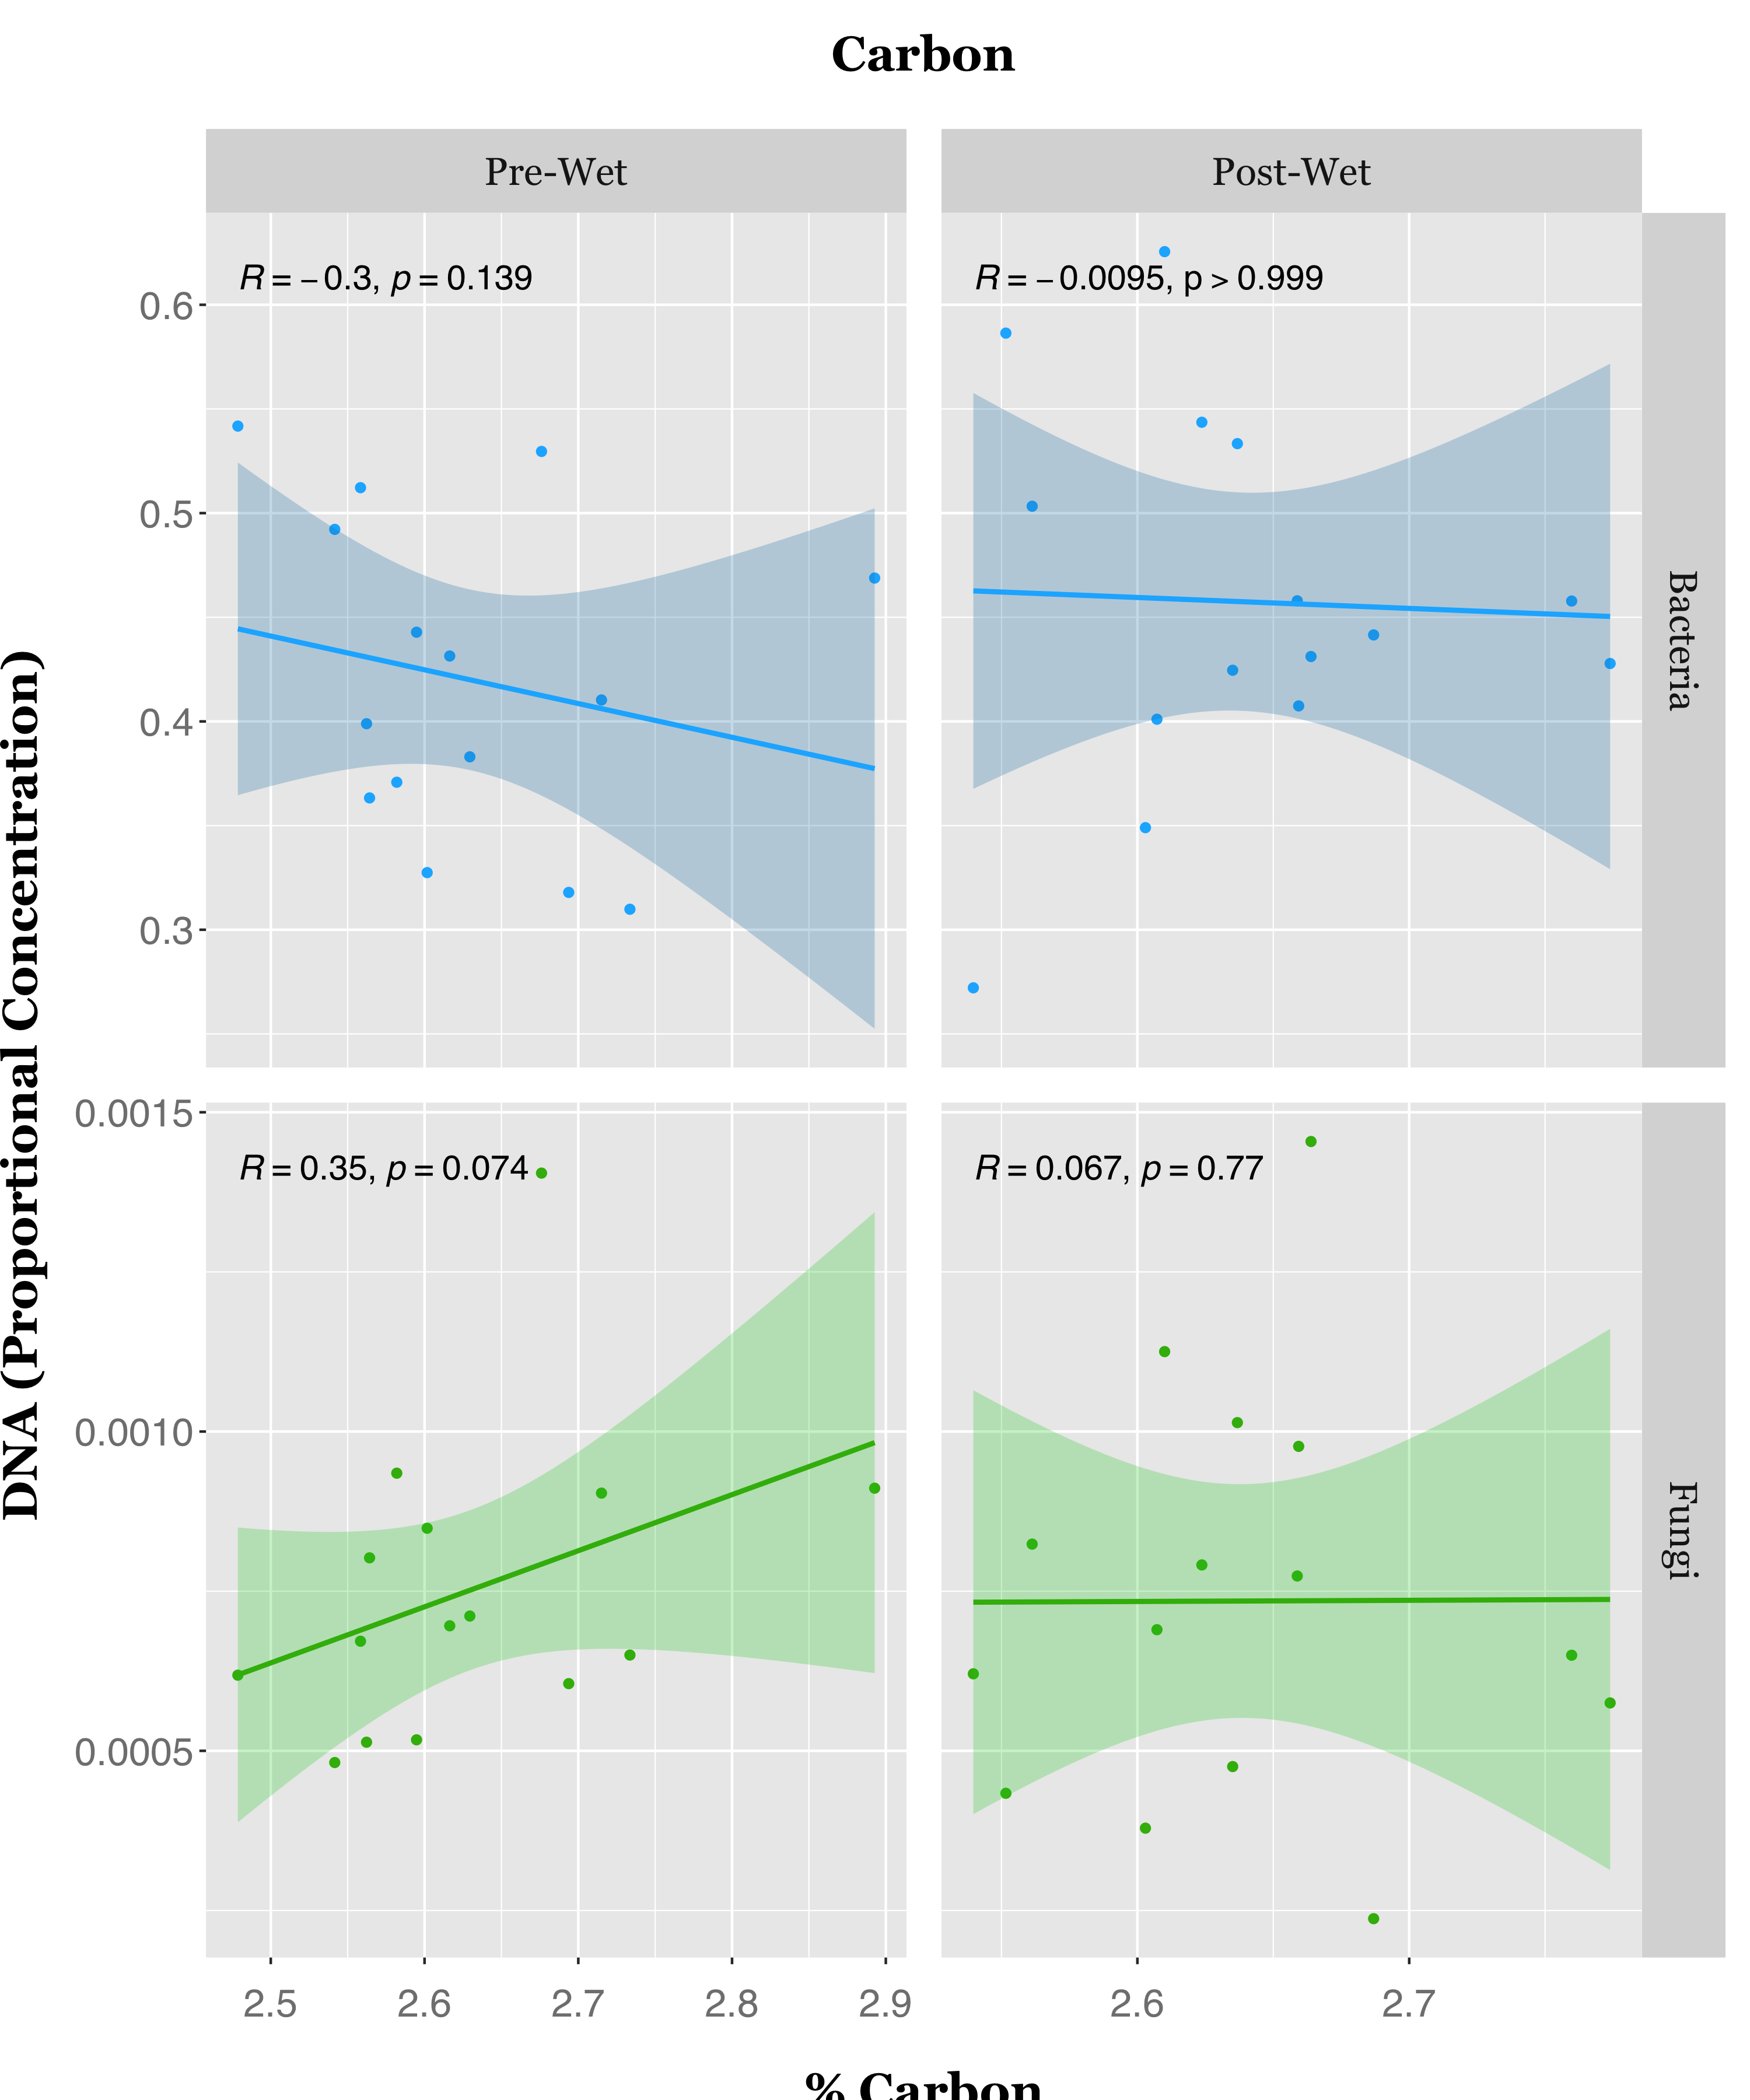 Carbon
Pre-Wet
Post-Wet
R = −0.3, p = 0.139
R = −0.0095, p > 0.999
0.6
0.5
0.4
0.3
Bacteria
DNA (Proportional Concentration)
R = 0.35, p = 0.074
R = 0.067, p = 0.77
0.0015
0.0010
0.0005
Fungi
2.5 2.6 2.7 2.8 2.9
2.6 2.7
% Carbon